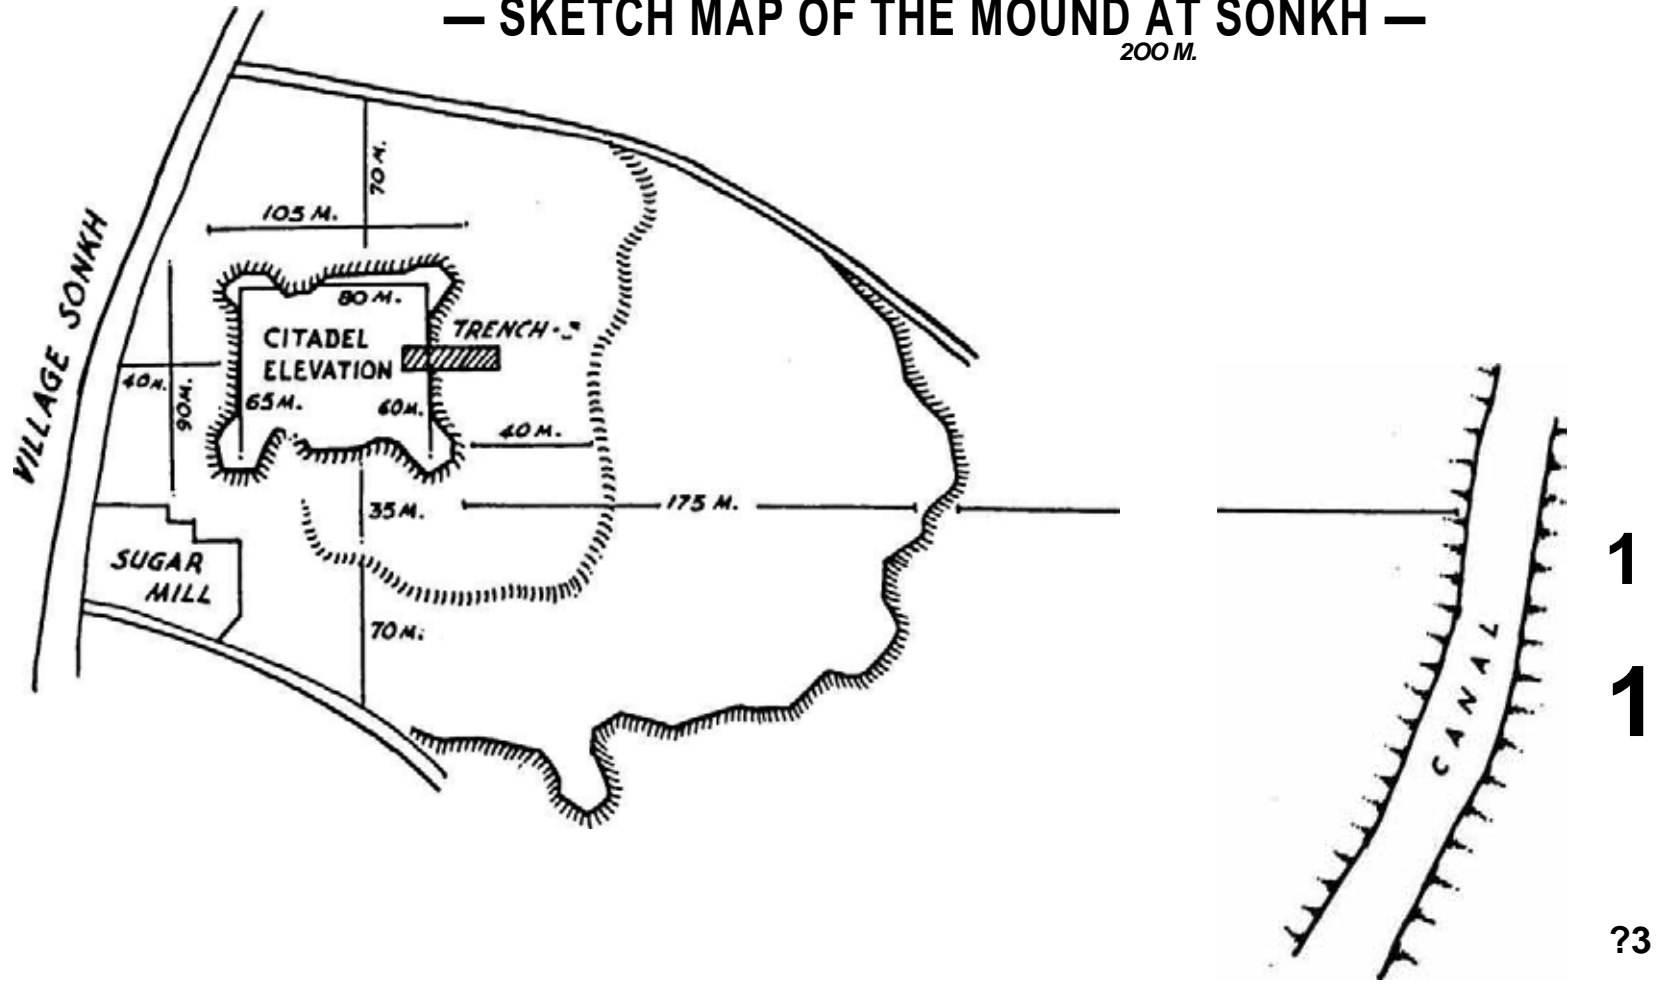 — SKETCH MAP OF THE MOUND AT SONKH —
2OO M.
70 M.
105 M.
VILLAGE SONKH
80 M.
CITADEL
ELEVATION
TRENCH -
40 M.
90 M.
65 M.
60 M.
40 M.
35 M.
175 M.
SUGAR
MILL
70 M.
CANAL
1
1
?3